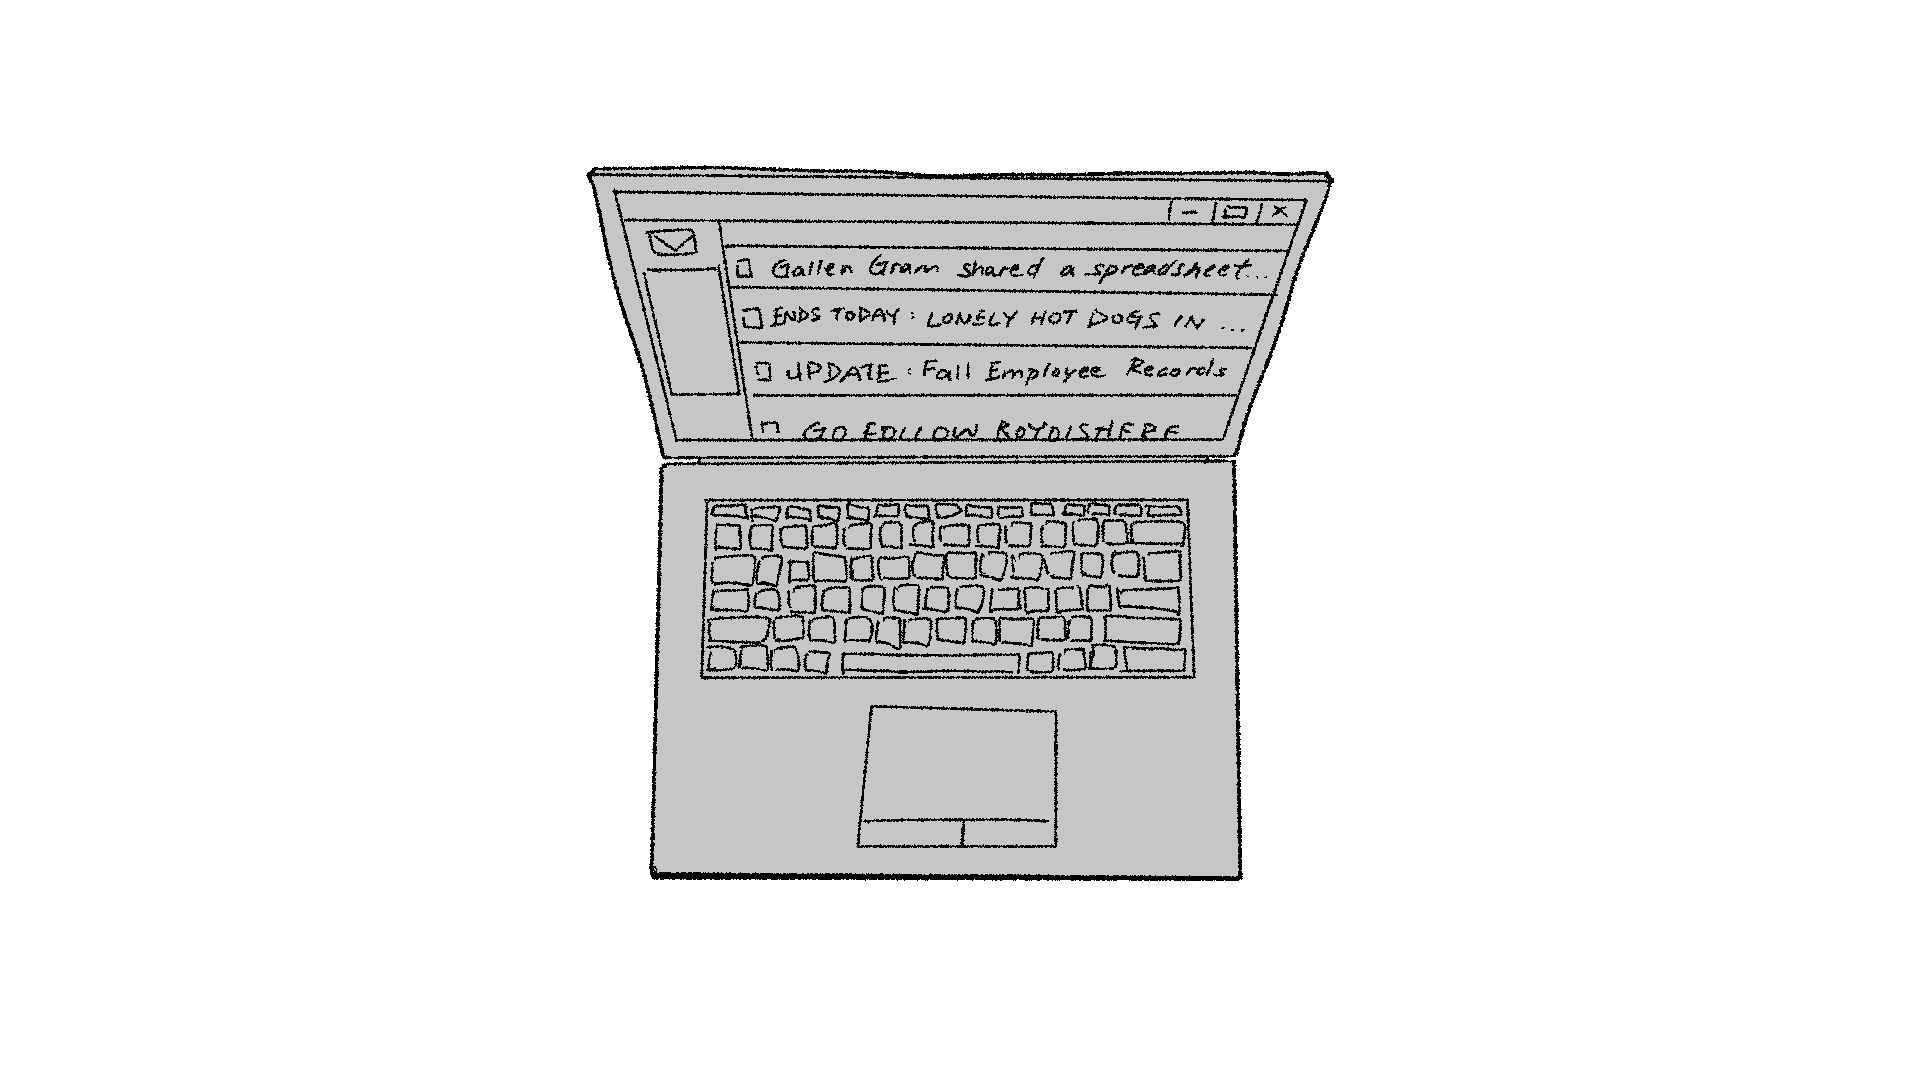 Gallen Gram shared a spreadsheet...
ENDS TODAY: LONELY HOT DOGS IN ...
UPDATE: Fall Employee Records
GO FOLLOW ROYDISHERE